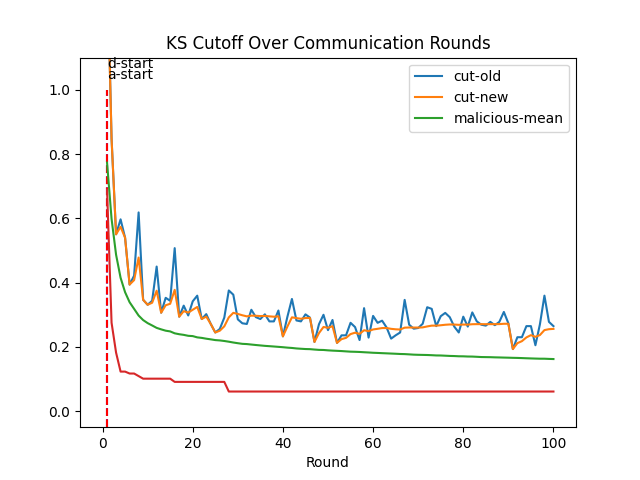 KS Cutoff Over Communication Rounds
d-start
a-start
cut-old
cut-new
malicious-mean
1.0
0.8
0.6
0.4
0.2
0.0
0 20 40 60 80 100
Round